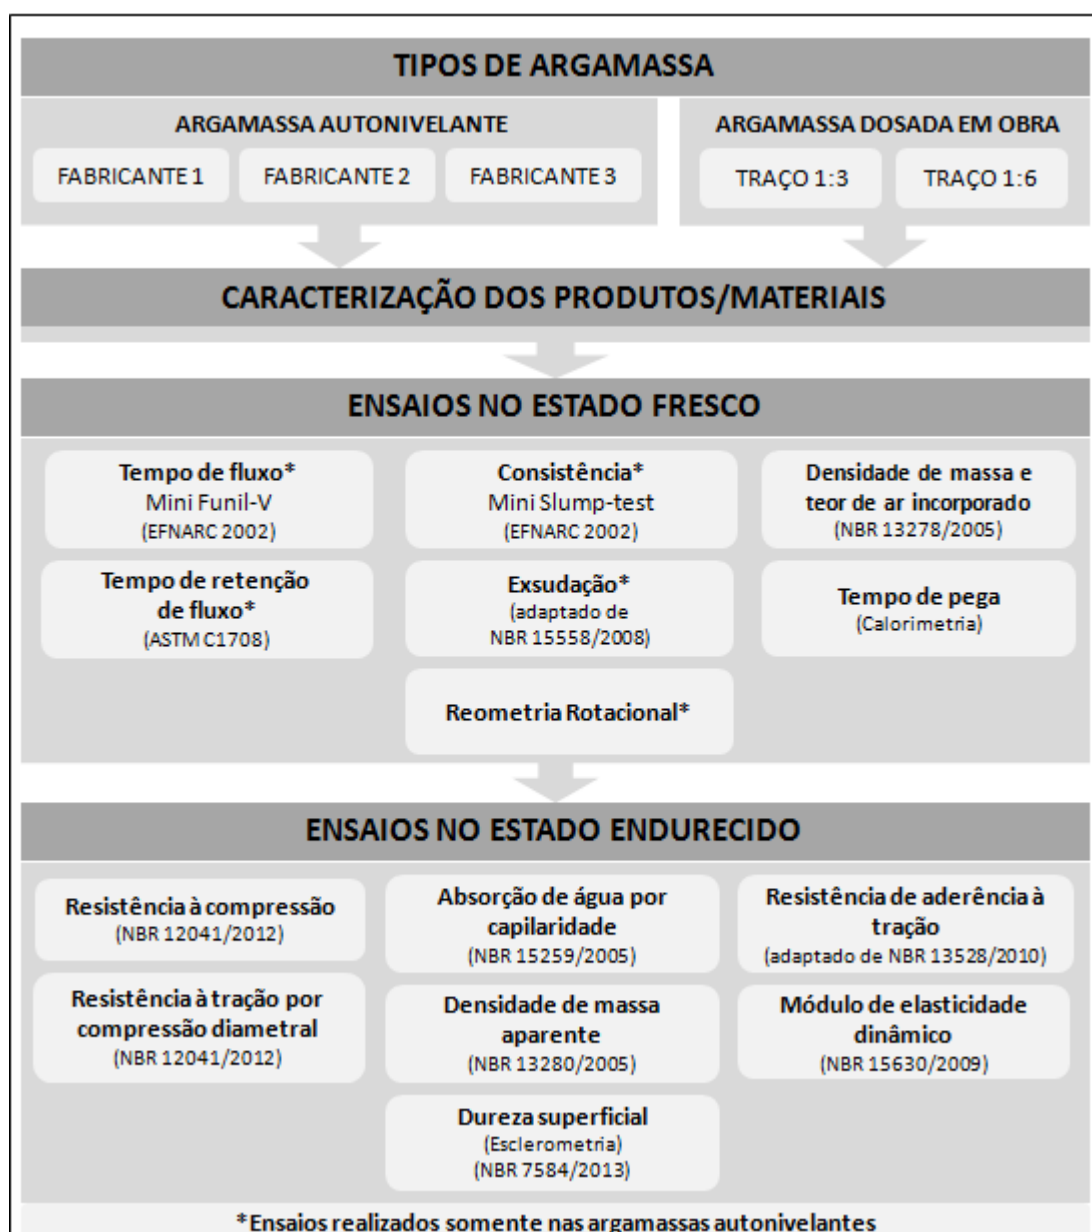 TIPOS DE ARGAMASSA
ARGAMASSA AUTONIVELANTE
FABRICANTE 1
FABRICANTE 2
FABRICANTE 3
ARGAMASSA DOSADA EM OBRA
TRAÇO 1:3
TRAÇO 1:6
CARACTERIZAÇÃO DOS PRODUTOS/MATERIAIS
ENSAIOS NO ESTADO FRESCO
Tempo de fluxo*
Mini Funil-V
(EFNARC 2002)
Consistência*
Mini Slump-test
(EFNARC 2002)
Densidade de massa e
teor de ar incorporado
(NBR 13278/2005)
Tempo de retenção
de fluxo*
(ASTM C1708)
Exsudação*
(adaptado de
NBR 15558/2008)
Tempo de pega
(Calorimetria)
Reometria Rotacional*
ENSAIOS NO ESTADO ENDURECIDO
Resistência à compressão
(NBR 12041/2012)
Absorção de água por
capilaridade
(NBR 15259/2005)
Resistência de aderência à
tração
(adaptado de NBR 13528/2010)
Resistência à tração por
compressão diametral
(NBR 12041/2012)
Densidade de massa
aparente
(NBR 13280/2005)
Módulo de elasticidade
dinâmico
(NBR 15630/2009)
Dureza superficial
(Esclerometria)
(NBR 7584/2013)
*Ensaios realizados somente nas argamassas autonivelantes